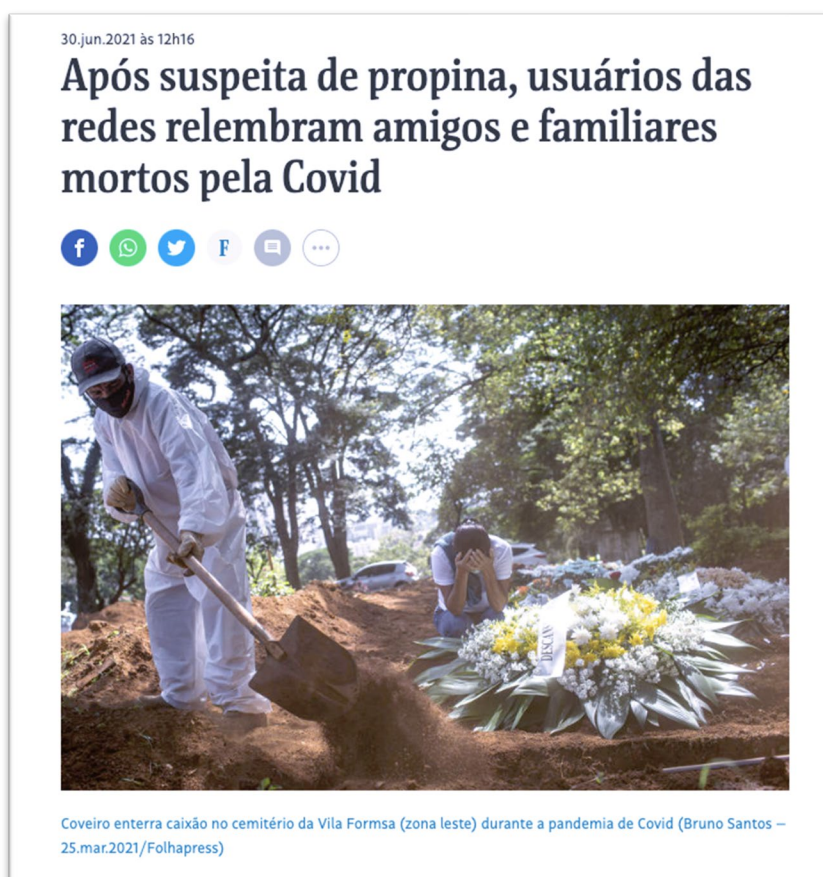 30.jun.2021 às 12h16
Após suspeita de propina, usuários das
redes relembram amigos e familiares
mortos pela Covid
f
F
DESCAN
Coveiro enterra caixão no cemitério da Vila Formsa (zona leste) durante a pandemia de Covid (Bruno Santos –
25.mar.2021/Folhapress)